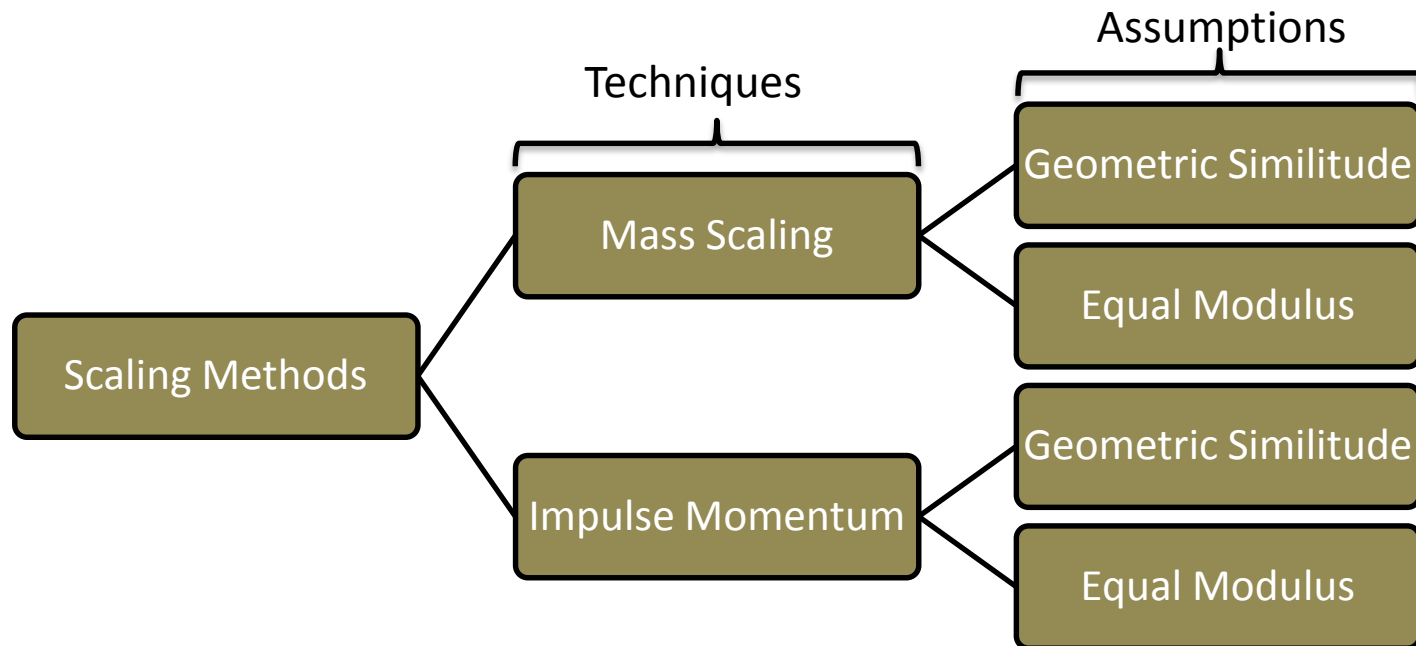 Assumptions
Techniques
Geometric Similitude
Mass Scaling
Equal Modulus
Scaling Methods
Geometric Similitude
Impulse Momentum
Equal Modulus